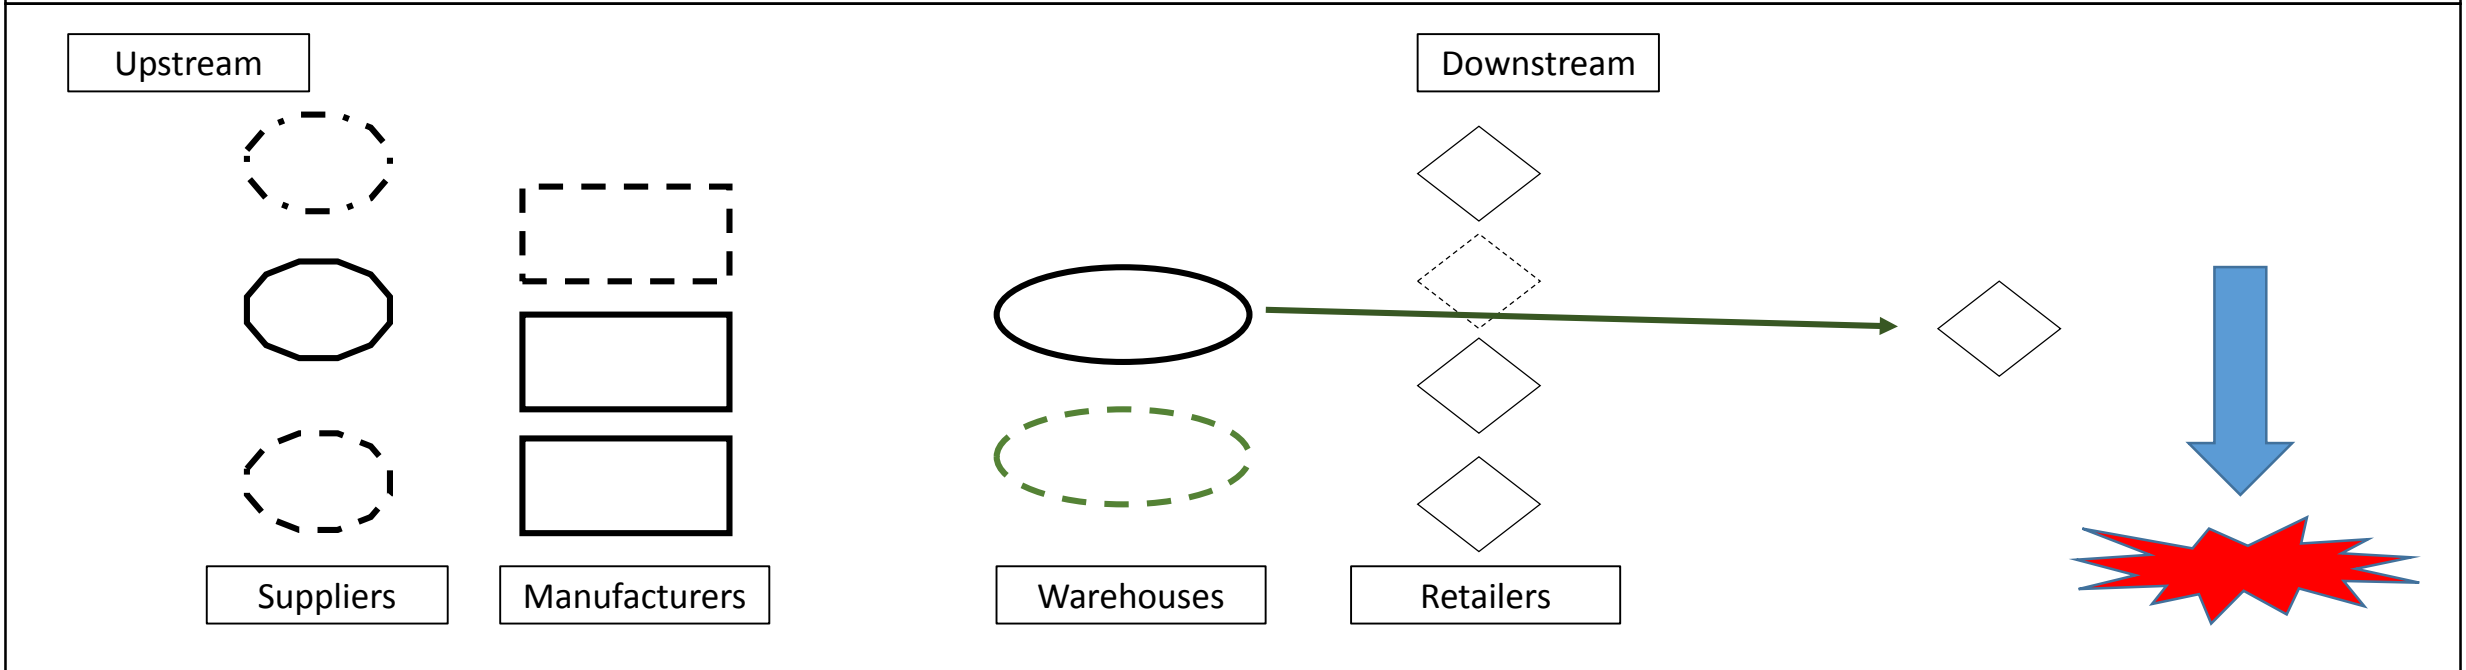 Upstream
Downstream
Suppliers
Manufacturers
Warehouses
Retailers